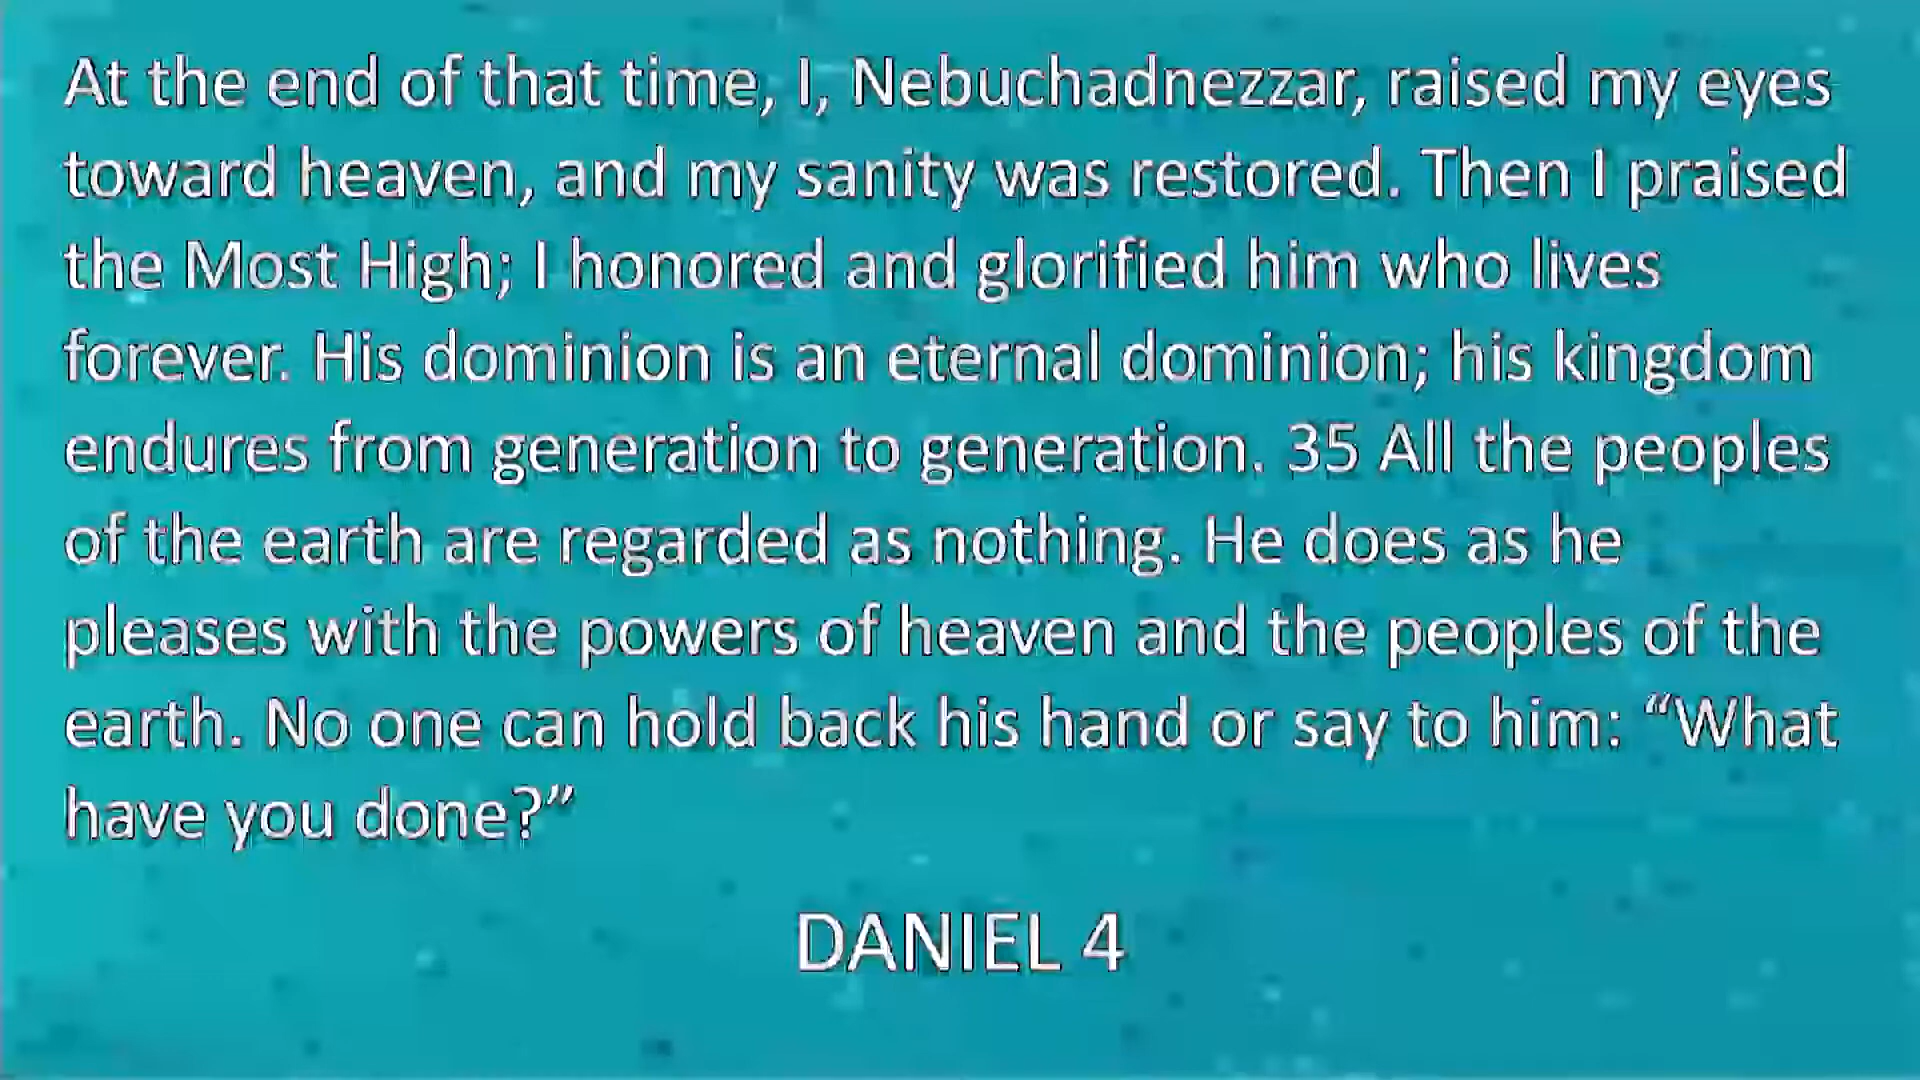 At the end of that time, I, Nebuchadnezzar, raised my eyes
toward heaven, and my sanity was restored. Then I praised
the Most High; I honored and glorified him who lives
forever. His dominion is an eternal dominion; his kingdom
endures from generation to generation. 35 All the peoples
of the earth are regarded as nothing. He does as he
pleases with the powers of heaven and the peoples of the
earth. No one can hold back his hand or say to him: “What
have you done?”
DANIEL 4